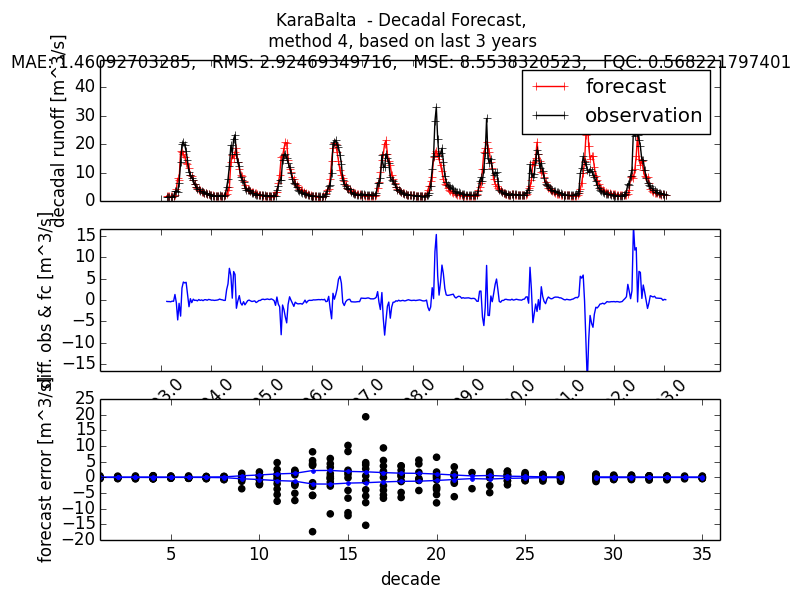 KaraBalta - Decadal Forecast,
method 4, based on last 3 years
MAE: 1.46092703285, RMS: 2.92469349716, MSE: 8.5538320523, FQC: 0.568221797401
decadal runoff [m^3/s]
40
30
20
10
0
forecast
observation
diff. obs & fc [m^3/s]
15
10
5
0
−5
−10
−15
forecast error [m^3/s]
25
20
15
10
5
0
−5
−10
−15
−20
5 10 15 20 25 30 35
decade